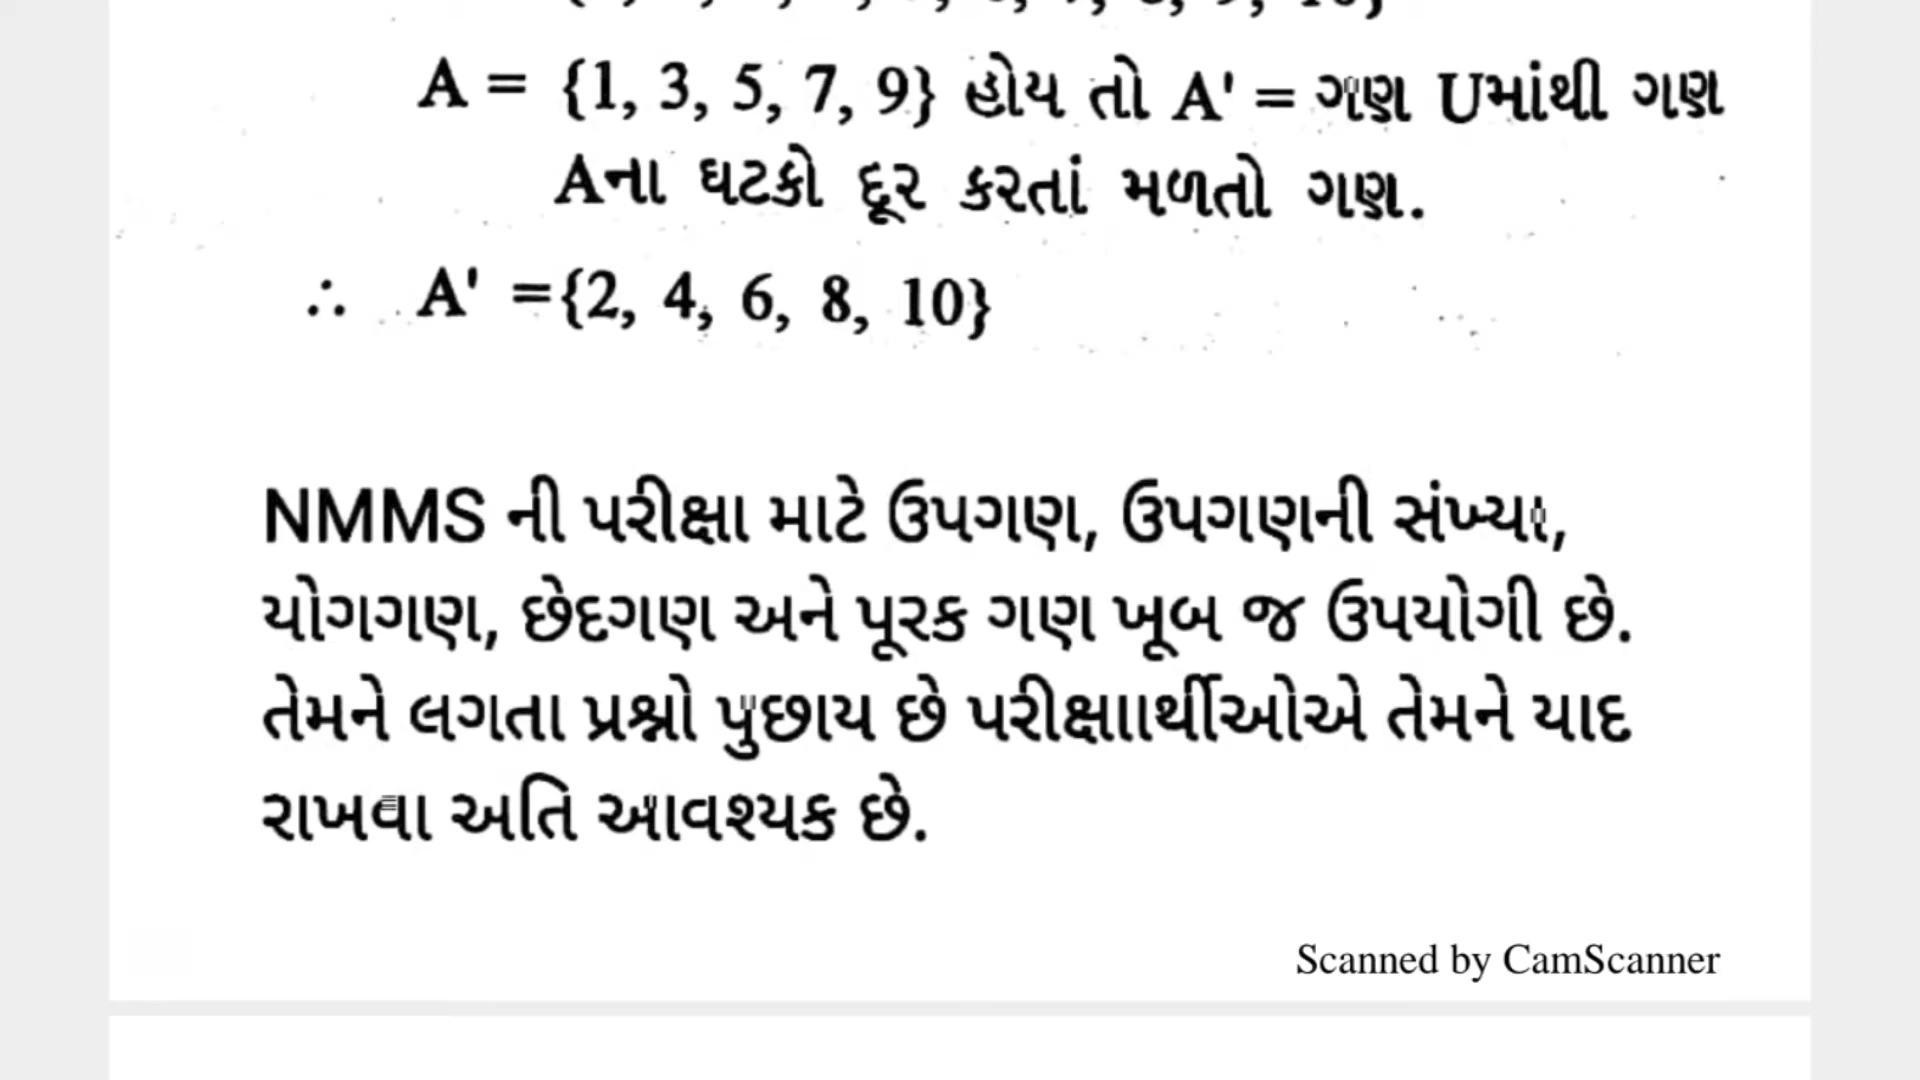 A = {1, 3, 5, 7, 9} હોય તો A' = ગણ Uમાંથી ગણ
Aના ઘટકો દૂર કરતાં મળતો ગણ.
∴ A' ={2, 4, 6, 8, 10}
NMMS ની પરીક્ષા માટે ઉપગણ, ઉપગણની સંખ્યા,
યોગગણ, છેદગણ અને પૂરક ગણ ખૂબ જ ઉપયોગી છે.
તેમને લગતા પ્રશ્નો પુછાય છે પરીક્ષાાર્થીઓએ તેમને યાદ
રાખવા અતિ આવશ્યક છે.
Scanned by CamScanner